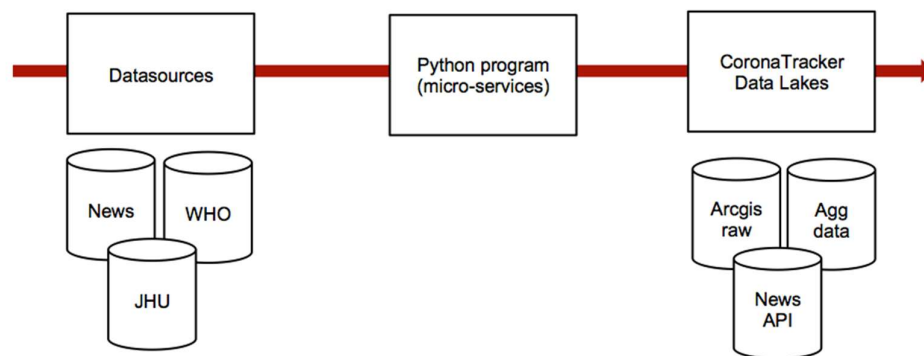 Datasources
Python program
(micro-services)
CoronaTracker
Data Lakes
News
WHO
JHU
Arcgis
raw
Agg
data
News
API